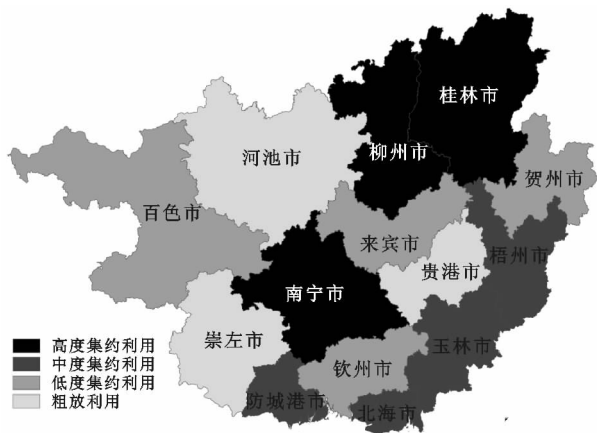 桂林市
柳州市
河池市
贺州市
百色市
来宾市
梧州市
贵港市
南宁市
崇左市
玉林市
钦州市
防城港市
北海市
高度集约利用
中度集约利用
低度集约利用
粗放利用